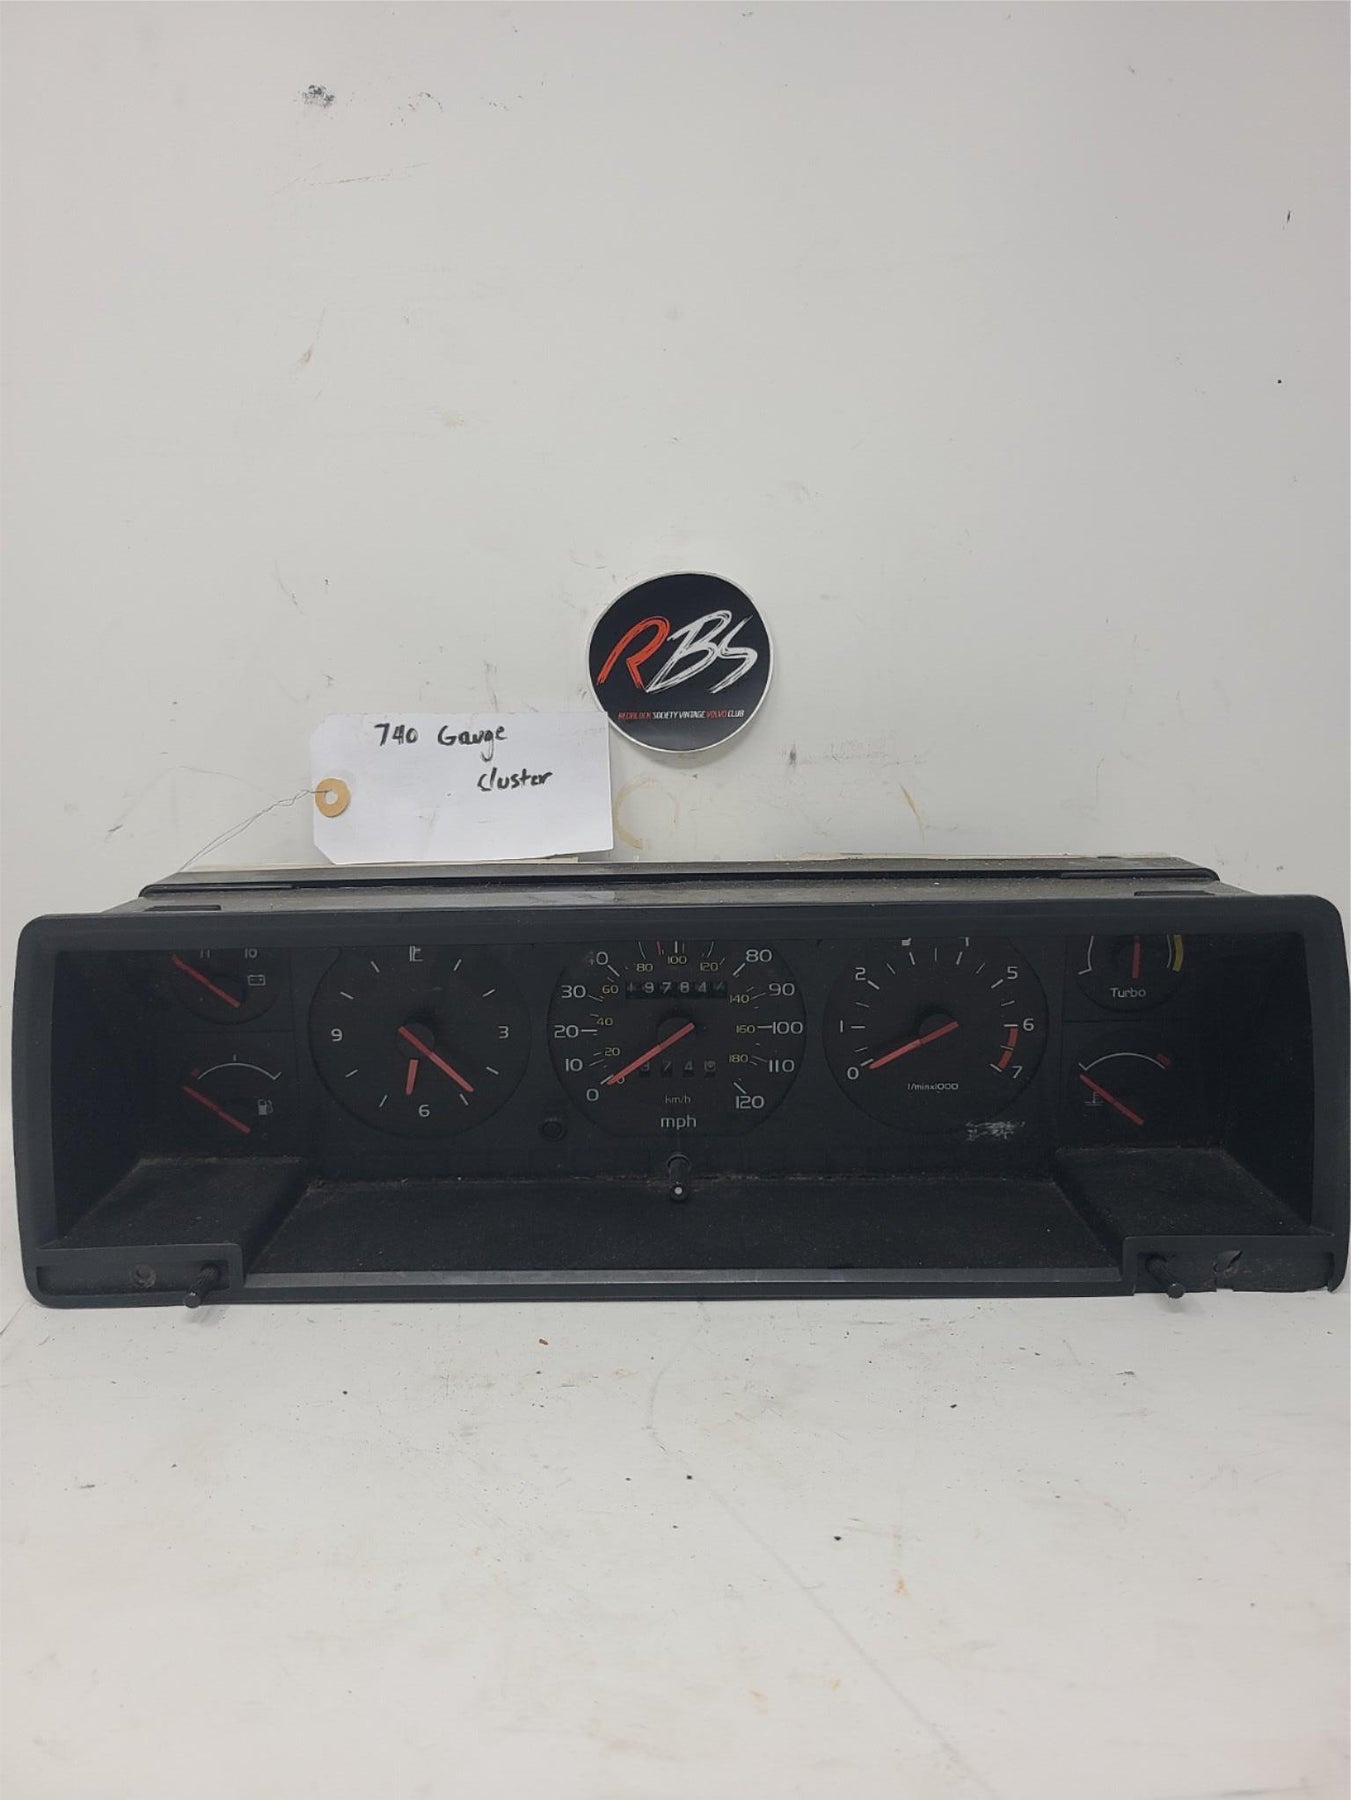 RBS
REDBLOCK SOCIETY VINTAGE VOLVO CLUB
740 Gauge
Cluster
9 3 6
0 10 20 30 40 80 90 100 110 120
20 40 60 80 100 120 140 160 180
km/h
mph
0 1 2 5 6 7
1/minx1000
Turbo